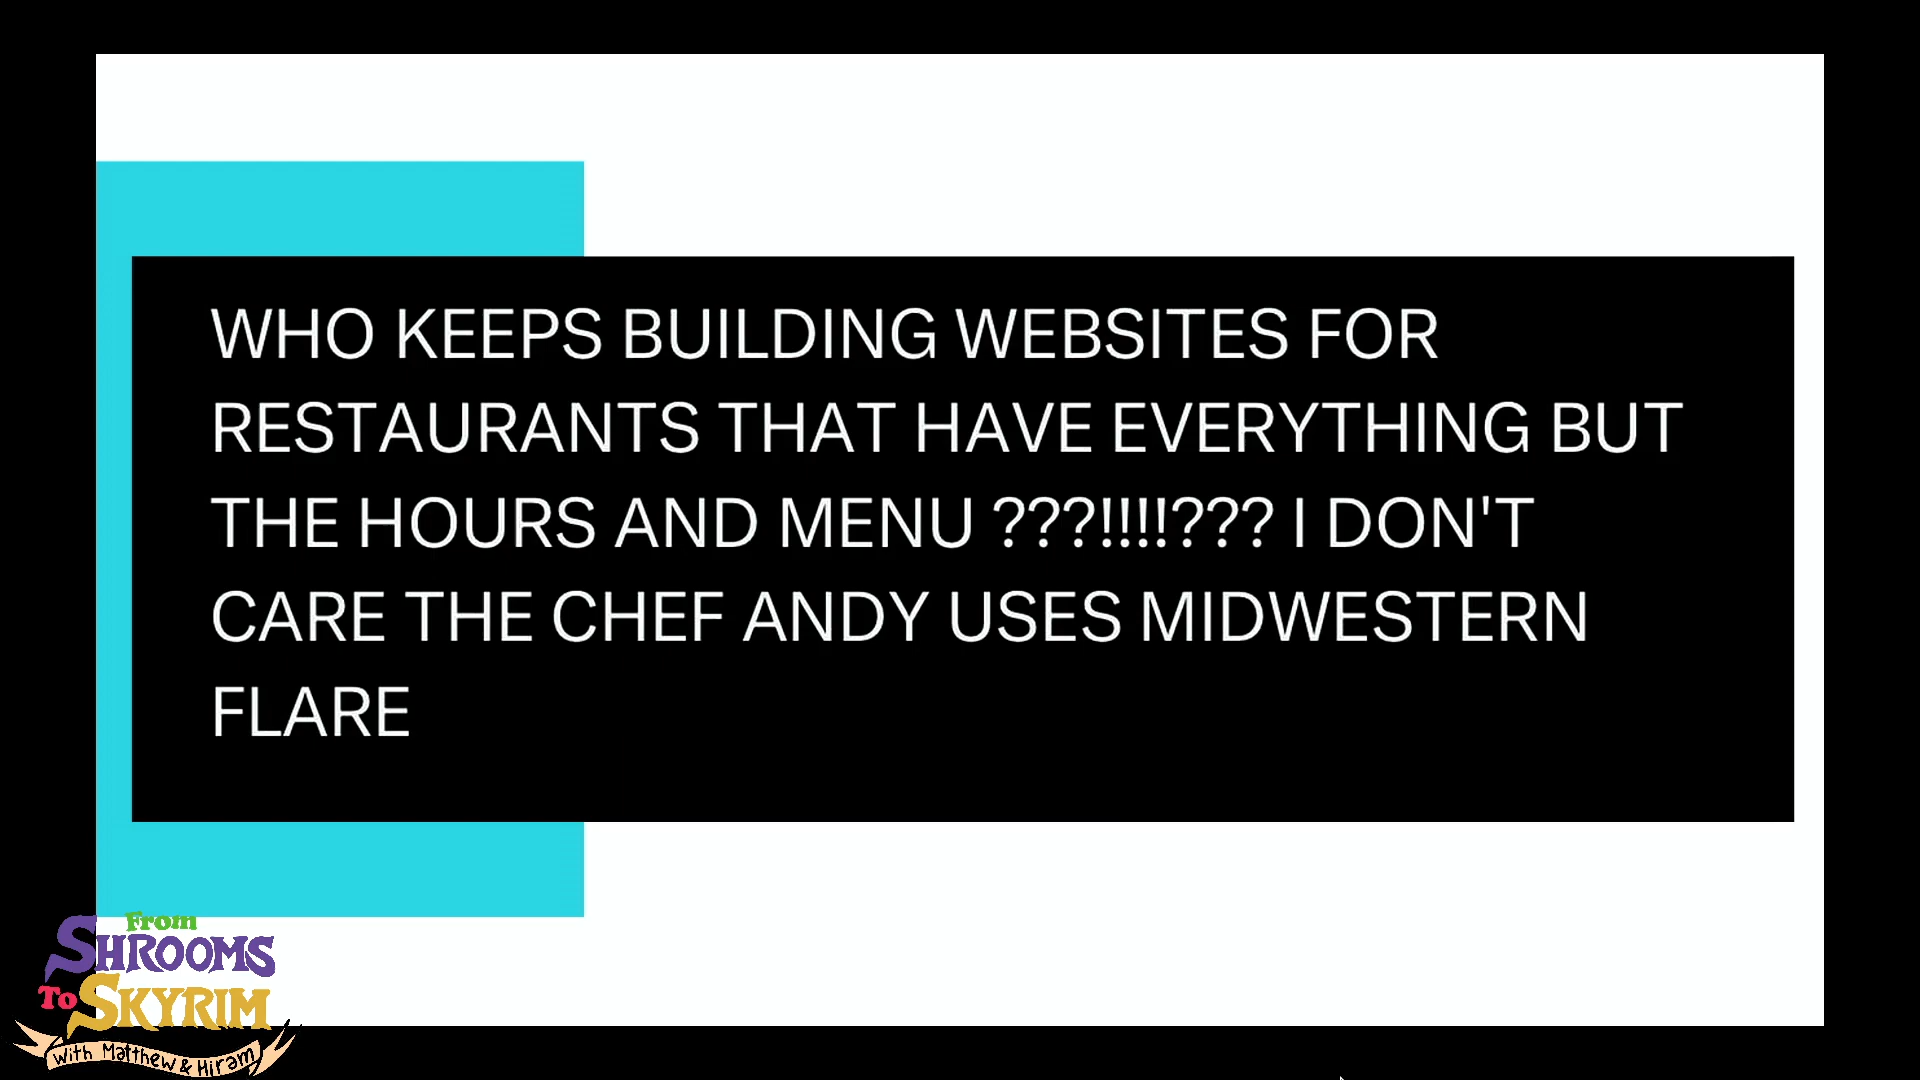 WHO KEEPS BUILDING WEBSITES FOR
RESTAURANTS THAT HAVE EVERYTHING BUT
THE HOURS AND MENU ???!!!!??? I DON'T
CARE THE CHEF ANDY USES MIDWESTERN
FLARE
From
SHROOMS
To SKYRIM
with Matthew & Hiram